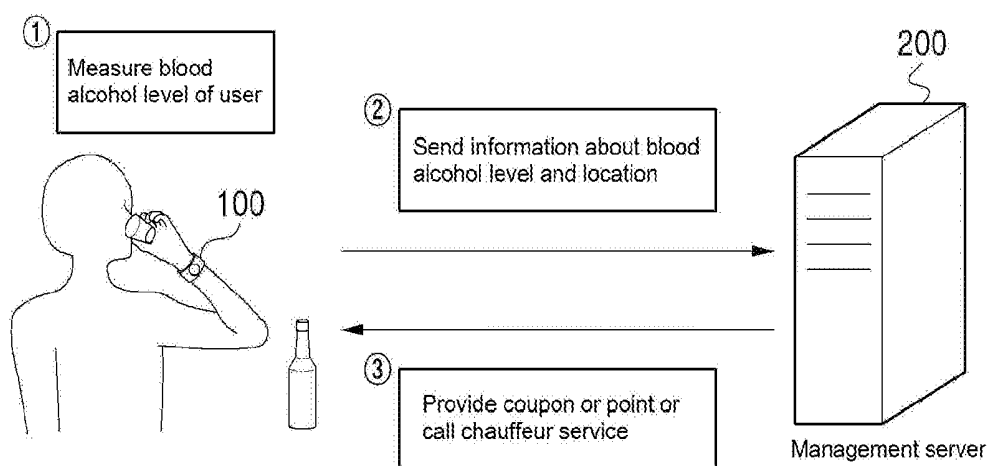 ①
Measure blood
alcohol level of user
②
Send information about blood
alcohol level and location
200
100
③
Provide coupon or point or
call chauffeur service
Management server